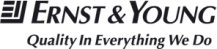 ERNST & YOUNG
Quality In Everything We Do